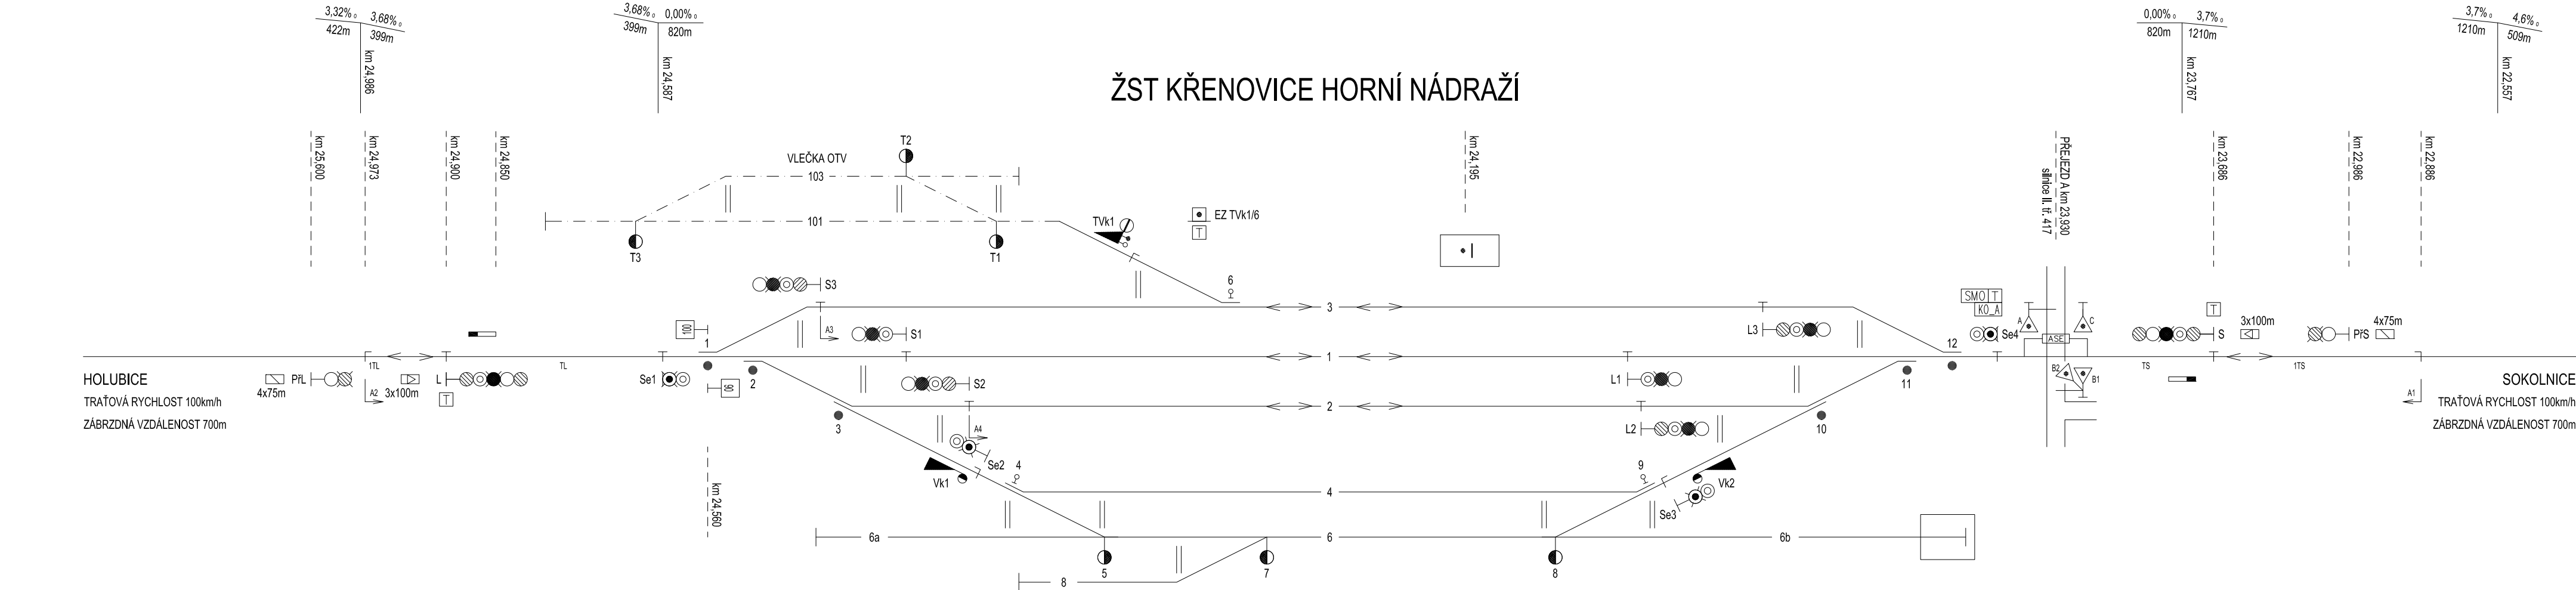 3,32‰ 3,68‰
422m 399m
km 24,986
3,68‰ 0,00‰
399m 820m
km 24,587
0,00‰ 3,7‰
820m 1210m
km 23,767
3,7‰ 4,6‰
1210m 509m
km 22,557
ŽST KŘENOVICE HORNÍ NÁDRAŽÍ
km 25,600
km 24,973
km 24,900
km 24,850
km 24,195
PŘEJEZD A km 23,930
silnice II. tř. 417
km 23,686
km 22,986
km 22,886
T2
VLEČKA OTV
103
101
TVk1
EZ TVk1/6
T
T3
T1
6
S3
3
SMO T
KO_A
A
C
T
100
A3
S1
L3
Se4
ASE
S
3x100m
PřS
4x75m
1
1
12
1TL
TL
TS
1TS
HOLUBICE
4x75m
PřL
A2
3x100m
L
T
Se1
2
90
S2
L1
11
B2
B1
A1
SOKOLNICE
TRAŤOVÁ RYCHLOST 100km/h
TRAŤOVÁ RYCHLOST 100km/h
2
ZÁBRZDNÁ VZDÁLENOST 700m
ZÁBRZDNÁ VZDÁLENOST 700m
3
A4
L2
10
Se2
4
9
Vk1
Vk2
km 24,560
4
Se3
6a
6
6b
5
7
8
8